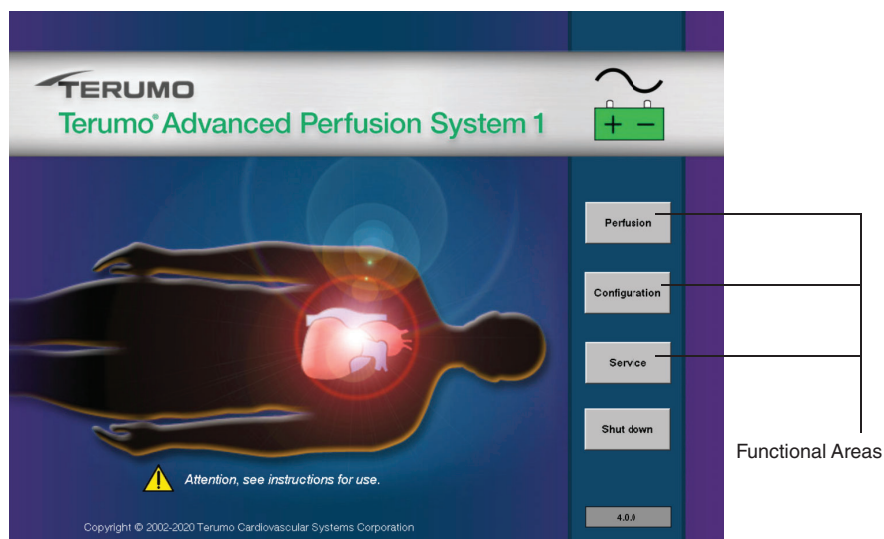 TERUMO
Terumo® Advanced Perfusion System 1
Perfusion
Configuration
Service
Shut down
Functional Areas
Attention, see instructions for use.
4.0.0
Copyright © 2002-2020 Terumo Cardiovascular Systems Corporation